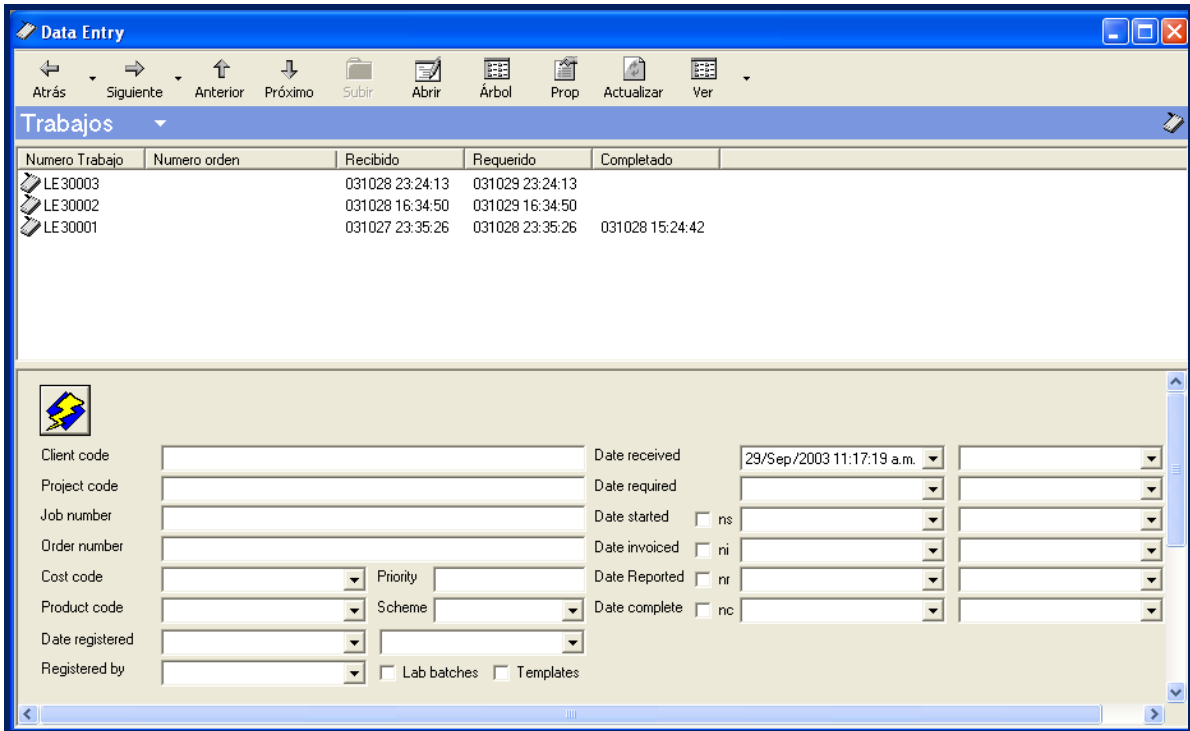 Data Entry
Atrás Siguiente Anterior Próximo Subir Abrir Árbol Prop Actualizar Ver
Trabajos
Numero Trabajo Numero orden Recibido Requerido Completado
LE30003 031028 23:24:13 031029 23:24:13
LE30002 031028 16:34:50 031029 16:34:50
LE30001 031027 23:35:26 031028 23:35:26 031028 15:24:42
Client code Date received 29/Sep/2003 11:17:19 a.m.
Project code Date required
Job number Date started ns
Order number Date invoiced ni
Cost code Priority Date Reported nr
Product code Scheme Date complete nc
Date registered
Registered by Lab batches Templates